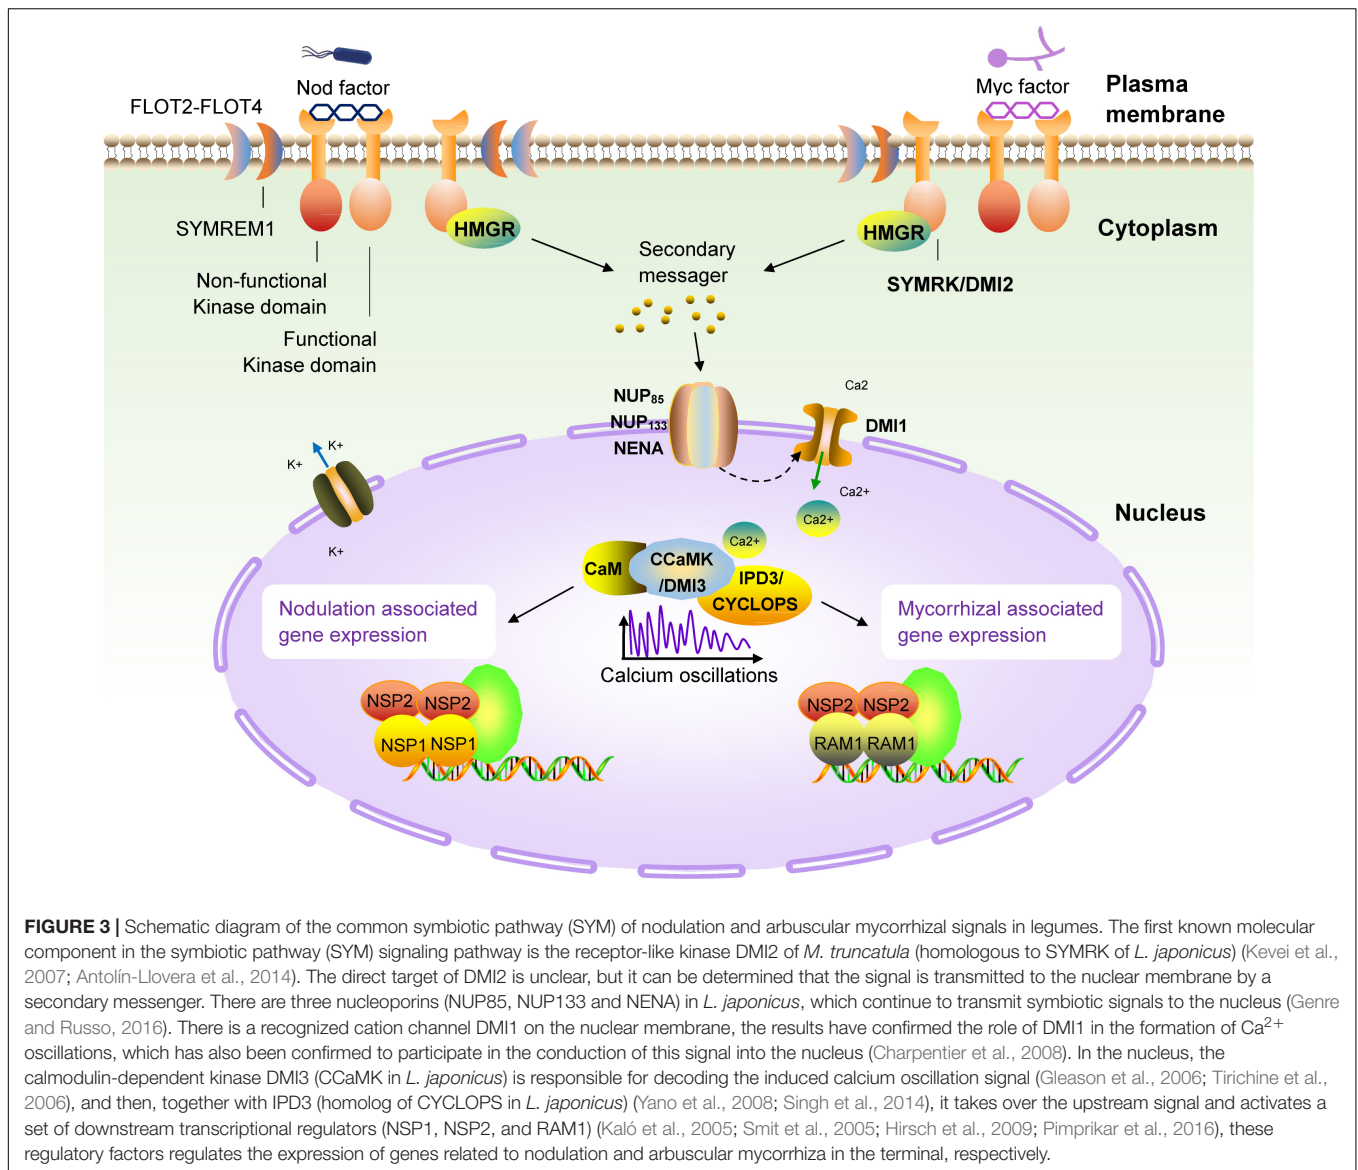 Nod factor
FLOT2-FLOT4
Myc factor
Plasma
membrane
SYMREM1
HMGR
HMGR
Cytoplasm
Non-functional
Kinase domain
Secondary
messager
SYMRK/DMI2
Functional
Kinase domain
NUP85
NUP133
NENA
Ca2
DMI1
K+
K+
K+
Ca2+
Ca2+
Nucleus
Ca2+
CaM
CCaMK
/DMI3
IPD3/
CYCLOPS
Nodulation associated
gene expression
Mycorrhizal associated
gene expression
Calcium oscillations
NSP2
NSP2
NSP1
NSP1
NSP2
NSP2
RAM1
RAM1
FIGURE 3 | Schematic diagram of the common symbiotic pathway (SYM) of nodulation and arbuscular mycorrhizal signals in legumes. The first known molecular
component in the symbiotic pathway (SYM) signaling pathway is the receptor-like kinase DMI2 of M. truncatula (homologous to SYMRK of L. japonicus) (Kevei et al.,
2007; Antolín-Llovera et al., 2014). The direct target of DMI2 is unclear, but it can be determined that the signal is transmitted to the nuclear membrane by a
secondary messenger. There are three nucleoporins (NUP85, NUP133 and NENA) in L. japonicus, which continue to transmit symbiotic signals to the nucleus (Genre
and Russo, 2016). There is a recognized cation channel DMI1 on the nuclear membrane, the results have confirmed the role of DMI1 in the formation of Ca2+
oscillations, which has also been confirmed to participate in the conduction of this signal into the nucleus (Charpentier et al., 2008). In the nucleus, the
calmodulin-dependent kinase DMI3 (CCaMK in L. japonicus) is responsible for decoding the induced calcium oscillation signal (Gleason et al., 2006; Tirichine et al.,
2006), and then, together with IPD3 (homolog of CYCLOPS in L. japonicus) (Yano et al., 2008; Singh et al., 2014), it takes over the upstream signal and activates a
set of downstream transcriptional regulators (NSP1, NSP2, and RAM1) (Kaló et al., 2005; Smit et al., 2005; Hirsch et al., 2009; Pimprikar et al., 2016), these
regulatory factors regulates the expression of genes related to nodulation and arbuscular mycorrhiza in the terminal, respectively.